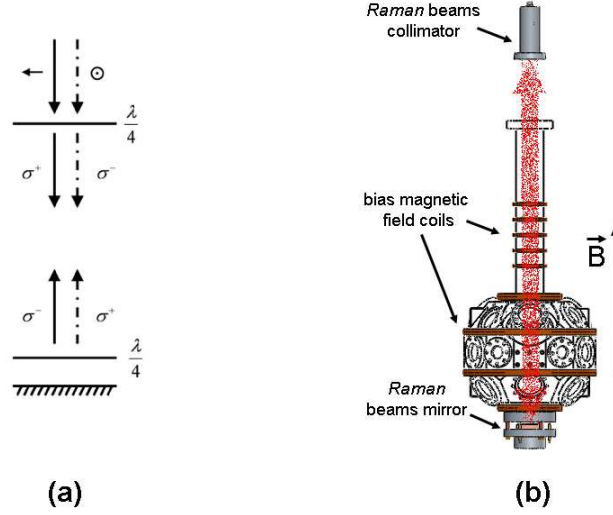 λ/4
σ⁺ σ⁻
σ⁻ σ⁺
λ/4
(a)
Raman beams
collimator
bias magnetic
field coils
B
Raman
beams mirror
(b)